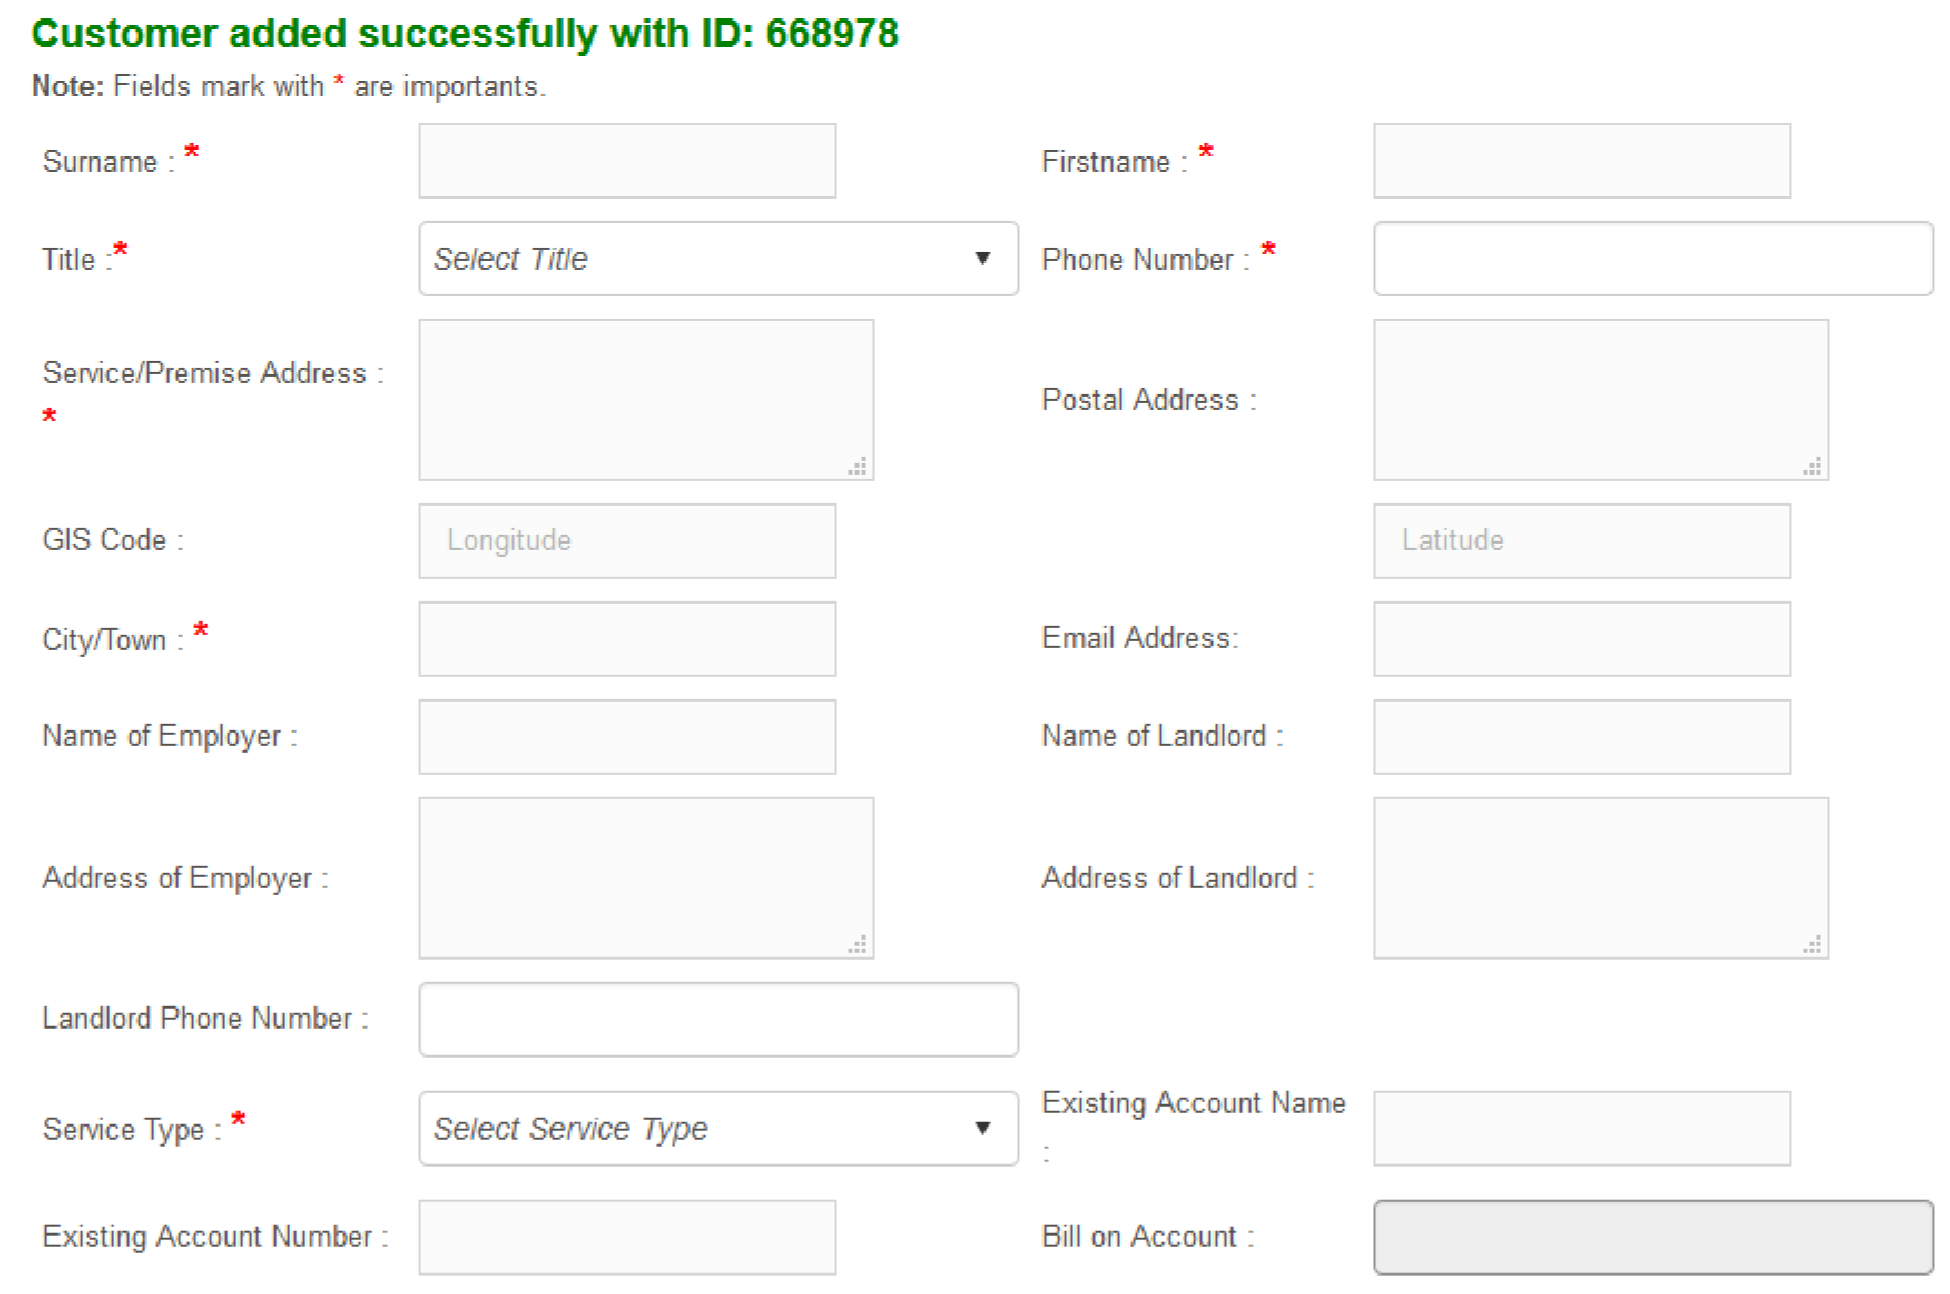 Customer added successfully with ID: 668978
Note: Fields mark with * are importants.
Surname : *
Firstname : *
Title :*
Select Title
Phone Number : *
Service/Premise Address :
*
Postal Address :
GIS Code :
Longitude
Latitude
City/Town : *
Email Address:
Name of Employer :
Name of Landlord :
Address of Employer :
Address of Landlord :
Landlord Phone Number :
Service Type : *
Select Service Type
Existing Account Name
:
Existing Account Number :
Bill on Account :